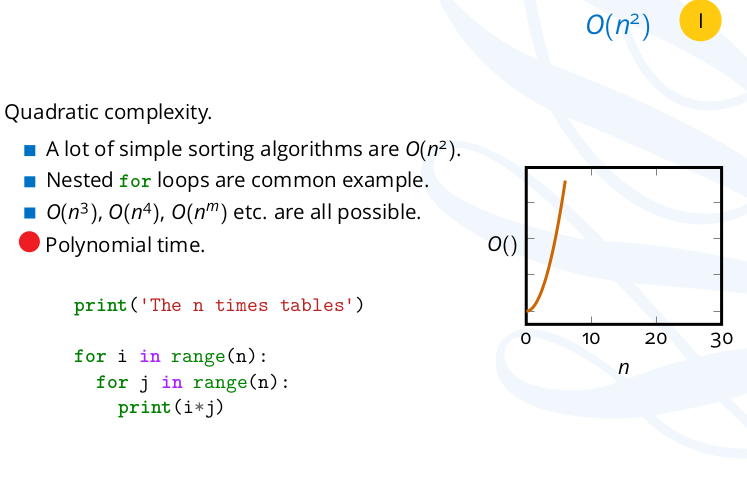 O(n²)
I
Quadratic complexity.
A lot of simple sorting algorithms are O(n²).
Nested for loops are common example.
O(n³), O(n⁴), O(nᵐ) etc. are all possible.
Polynomial time.
print('The n times tables')
for i in range(n):
  for j in range(n):
    print(i*j)
O()
0 10 20 30
n